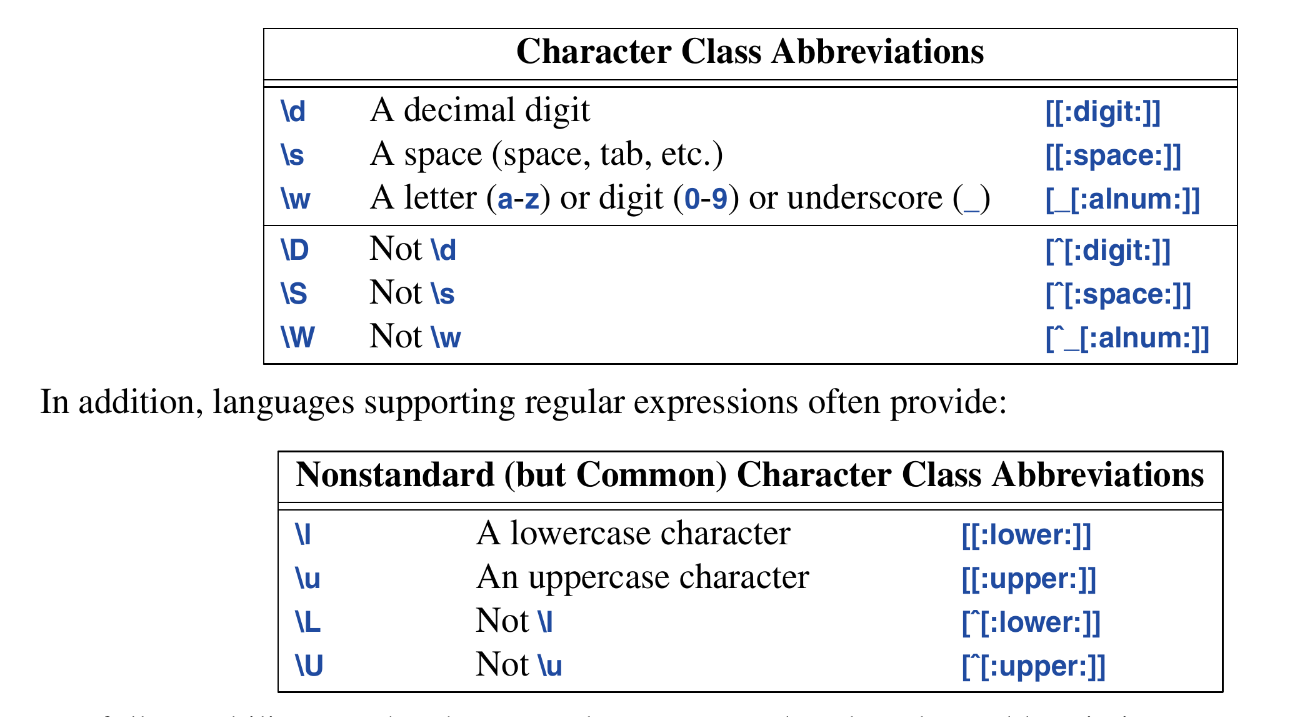 Character Class Abbreviations
\d A decimal digit [[:digit:]]
\s A space (space, tab, etc.) [[:space:]]
\w A letter (a-z) or digit (0-9) or underscore (_) [_[:alnum:]]
\D Not \d [^[:digit:]]
\S Not \s [^[:space:]]
\W Not \w [^_[:alnum:]]
In addition, languages supporting regular expressions often provide:
Nonstandard (but Common) Character Class Abbreviations
\l A lowercase character [[:lower:]]
\u An uppercase character [[:upper:]]
\L Not \l [^[:lower:]]
\U Not \u [^[:upper:]]